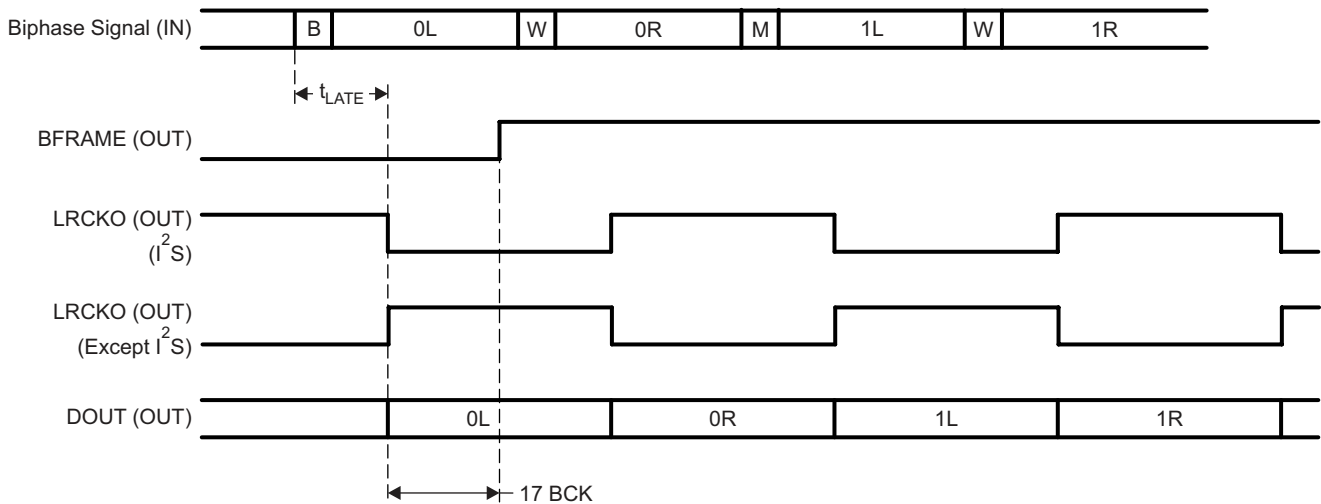 Biphase Signal (IN) B 0L W 0R M 1L W 1R
tLATE
BFRAME (OUT)
LRCKO (OUT)
(I²S)
LRCKO (OUT)
(Except I²S)
DOUT (OUT) 0L 0R 1L 1R
17 BCK